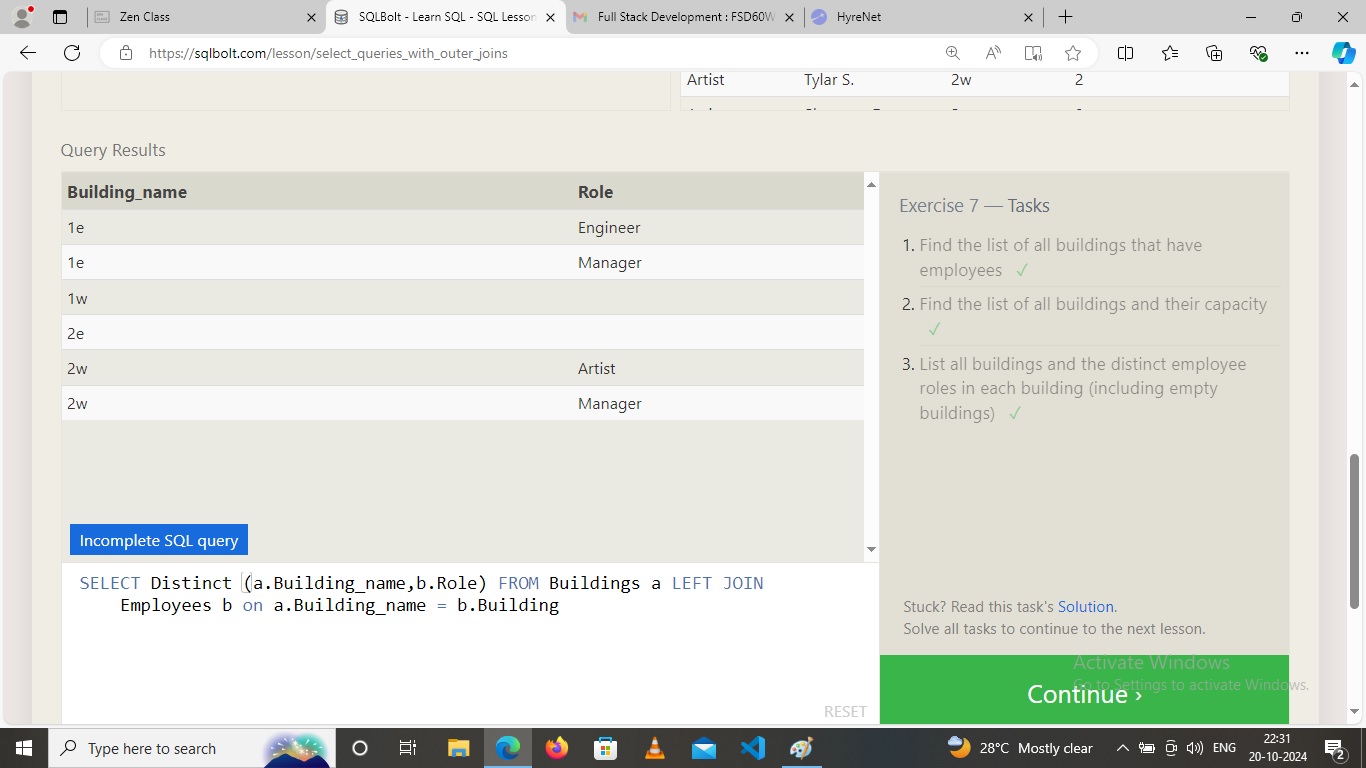 Zen Class
SQLBolt - Learn SQL - SQL Lesson
Full Stack Development : FSD60W
HyreNet
https://sqlbolt.com/lesson/select_queries_with_outer_joins
Artist Tylar S. 2w 2
Query Results
Building_name Role
1e Engineer
1e Manager
1w
2e
2w Artist
2w Manager
Incomplete SQL query
SELECT Distinct (a.Building_name,b.Role) FROM Buildings a LEFT JOIN
Employees b on a.Building_name = b.Building
RESET
Exercise 7 — Tasks
1. Find the list of all buildings that have
employees ✓
2. Find the list of all buildings and their capacity
✓
3. List all buildings and the distinct employee
roles in each building (including empty
buildings) ✓
Stuck? Read this task's Solution.
Solve all tasks to continue to the next lesson.
Continue ›
Activate Windows
Go to Settings to activate Windows.
Type here to search
28°C Mostly clear
ENG
22:31
20-10-2024
2